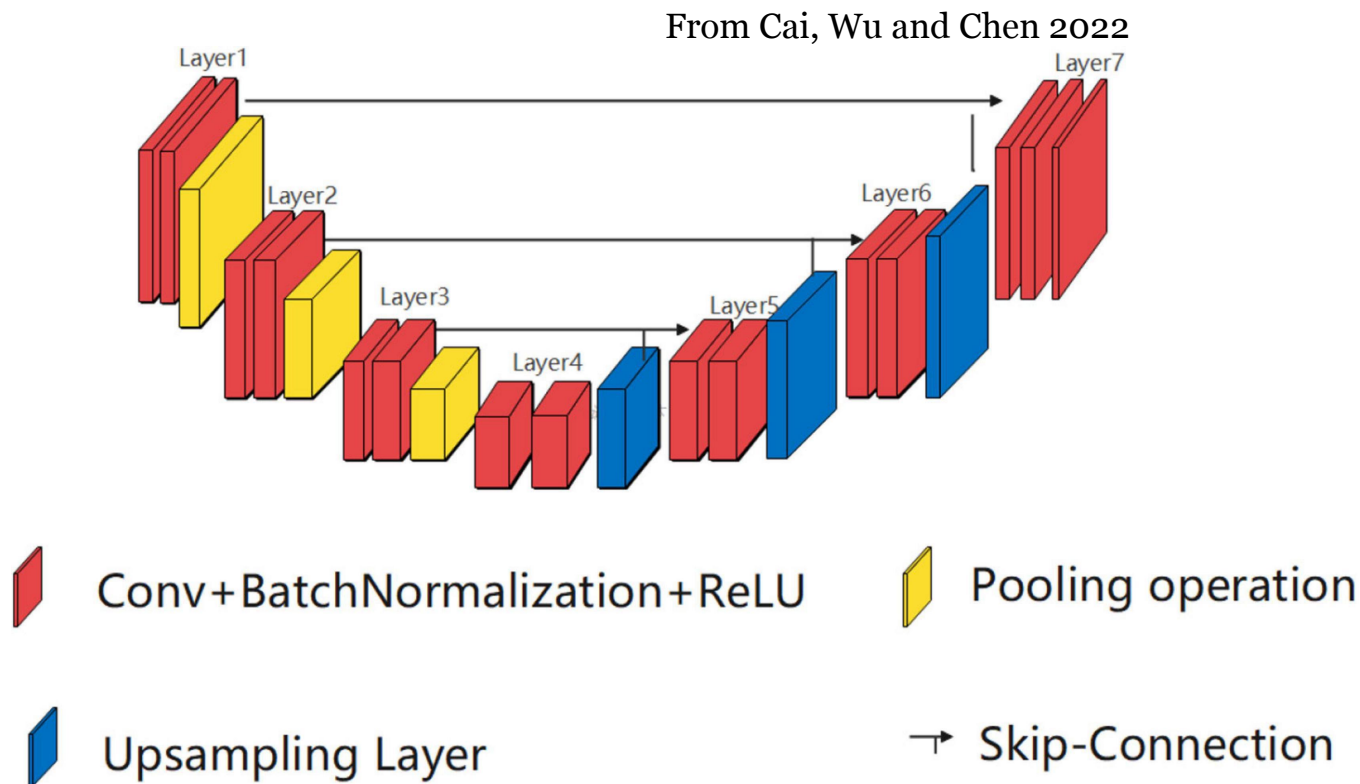 From Cai, Wu and Chen 2022
Layer1
Layer7
Layer2
Layer6
Layer3
Layer5
Layer4
Conv+BatchNormalization+ReLU
Pooling operation
Upsampling Layer
Skip-Connection